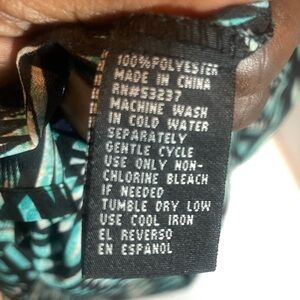 100%POLYESTER
MADE IN CHINA
RN#53237
MACHINE WASH
IN COLD WATER
SEPARATELY
GENTLE CYCLE
USE ONLY NON-
CHLORINE BLEACH
IF NEEDED
TUMBLE DRY LOW
USE COOL IRON
EL REVERSO
EN ESPANOL